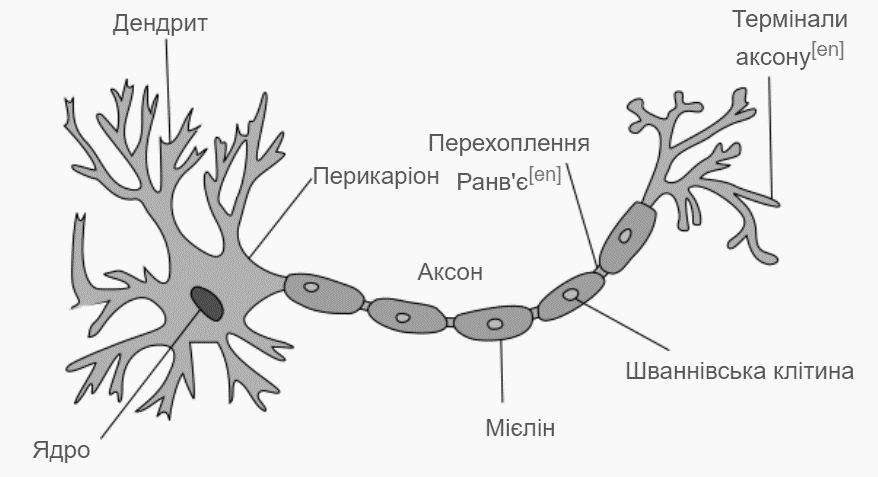 Дендрит
Термінали
аксону[en]
Перехоплення
Ранв'є[en]
Перикаріон
Аксон
Шваннівська клітина
Мієлін
Ядро